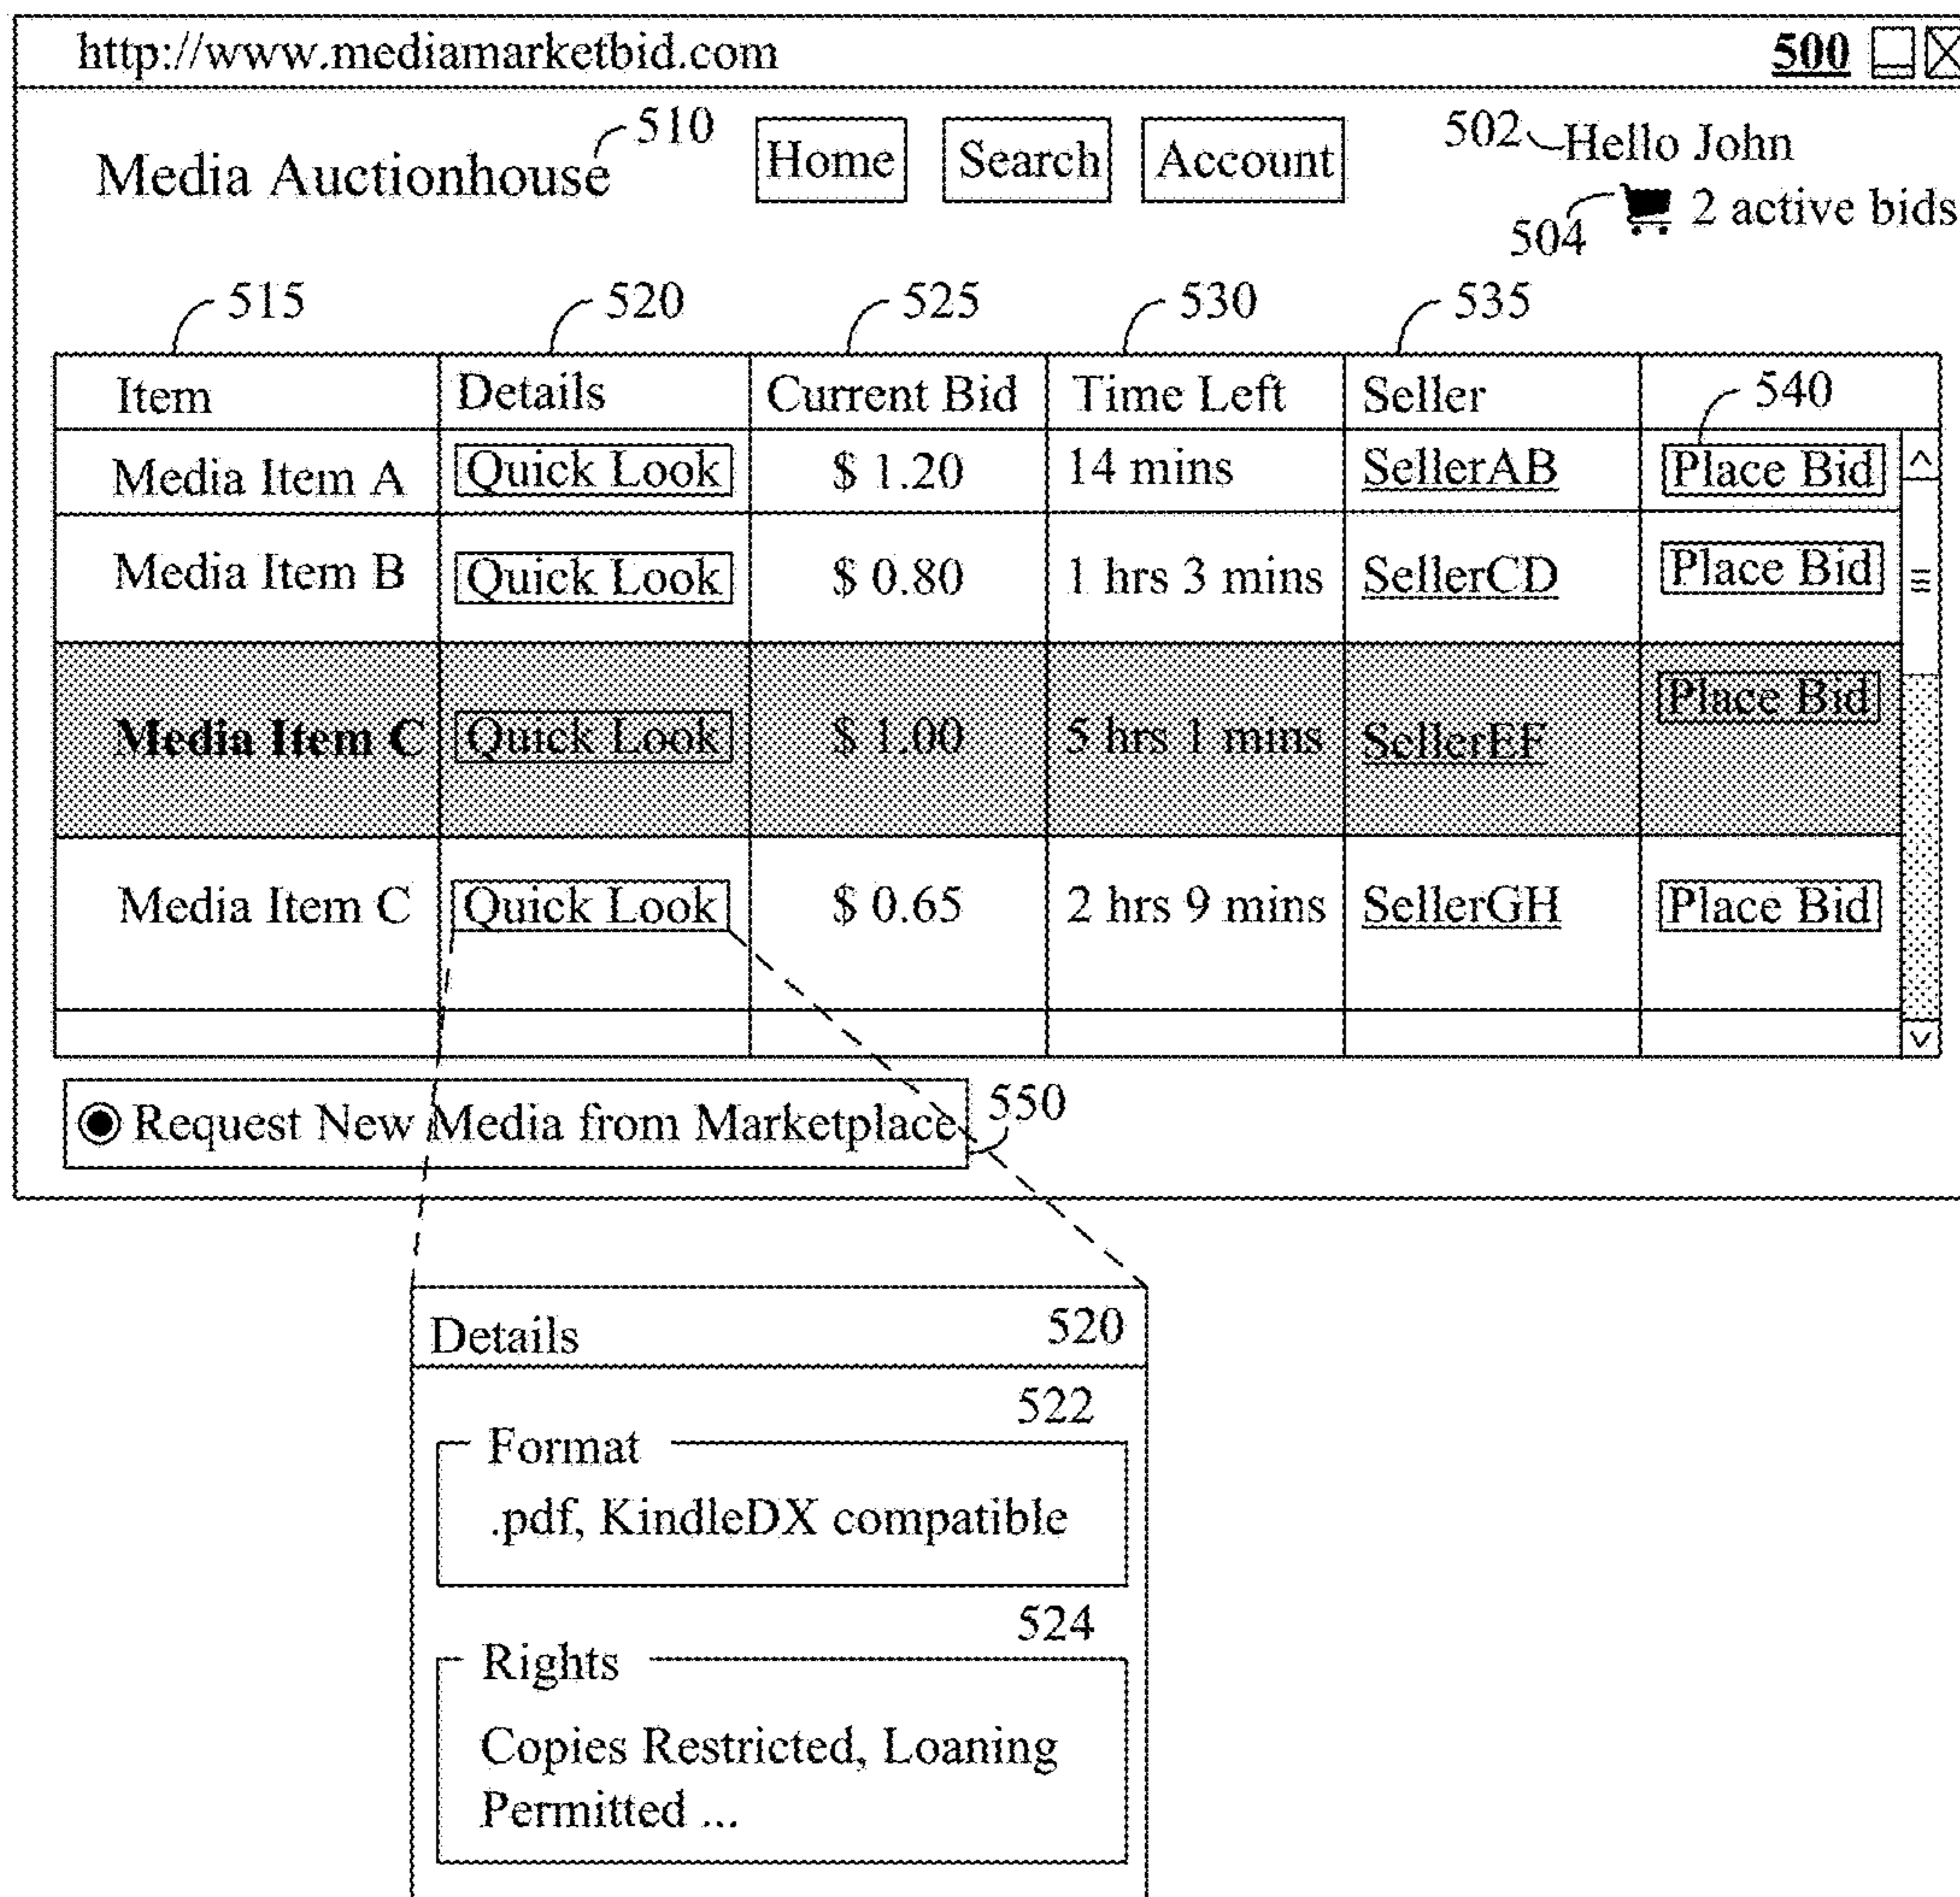 http://www.mediamarketbid.com 500
Media Auctionhouse 510 Home Search Account 502 Hello John
504 2 active bids
515 520 525 530 535
Item Details Current Bid Time Left Seller 540
Media Item A Quick Look $ 1.20 14 mins SellerAB Place Bid
Media Item B Quick Look $ 0.80 1 hrs 3 mins SellerCD Place Bid
Media Item C Quick Look $ 1.00 5 hrs 1 mins SellerEF Place Bid
Media Item C Quick Look $ 0.65 2 hrs 9 mins SellerGH Place Bid
Request New Media from Marketplace 550
Details 520
522
Format
.pdf, KindleDX compatible
524
Rights
Copies Restricted, Loaning
Permitted ...